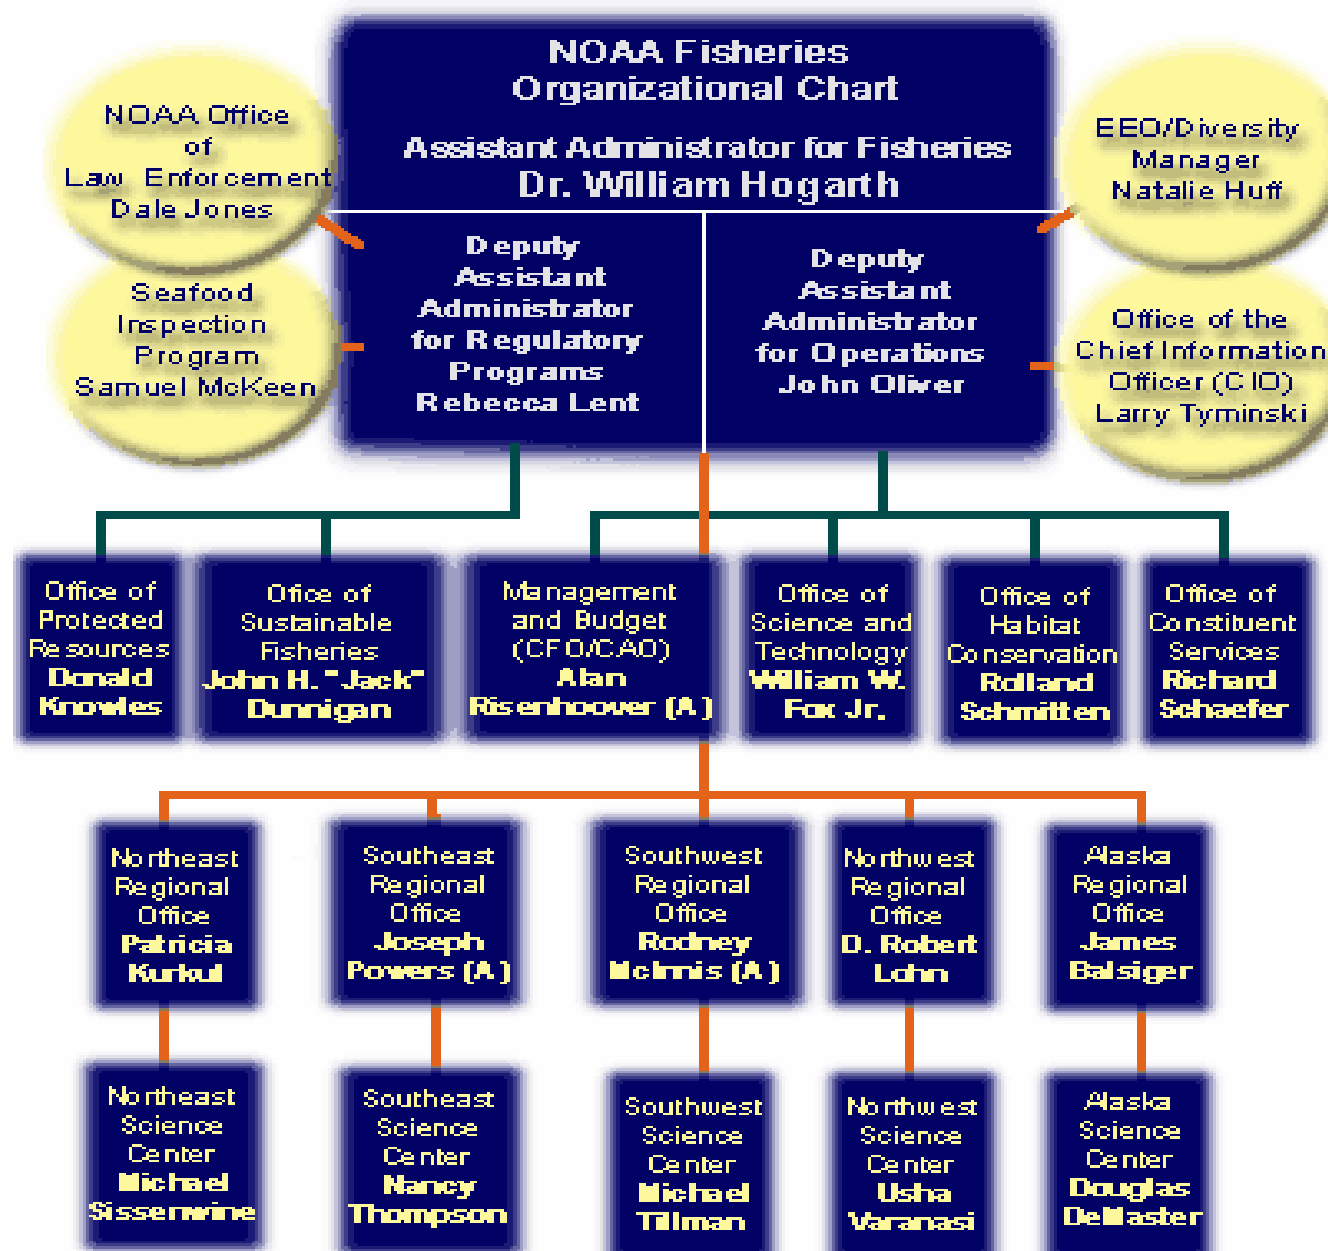 NOAA Fisheries
Organizational Chart
Assistant Administrator for Fisheries
Dr. William Hogarth
NOAA Office
of
Law Enforcement
Dale Jones
EEO/Diversity
Manager
Natalie Huff
Seafood
Inspection
Program
Samuel McKeen
Deputy
Assistant
Administrator
for Regulatory
Programs
Rebecca Lent
Deputy
Assistant
Administrator
for Operations
John Oliver
Office of the
Chief Information
Officer (CIO)
Larry Tyminski
Office of
Protected
Resources
Donald
Knowles
Ofice of
Sustainable
Fisheries
John H. "Jack"
Dunnigan
Management
and Budget
(CFO/CAO)
Alan
Risenhoover (A)
Office of
Science and
Technology
William W.
Fox Jr.
Office of
Habitat
Conservation
Rolland
Schmitten
Office of
Constituent
Services
Richard
Schaefer
Northeast
Regional
Office
Patricia
Kurkul
Southeast
Regional
Office
Joseph
Powers (A)
Southwest
Regional
Office
Rodney
McInnis (A)
Northwest
Regional
Office
D. Robert
Lohn
Alaska
Regional
Office
James
Balsiger
Northeast
Science
Center
Michael
Sissenwine
Southeast
Science
Center
Nancy
Thompson
Southwest
Science
Center
Michael
Tillman
Northwest
Science
Center
Usha
Varanasi
Alaska
Science
Center
Douglas
DeMaster